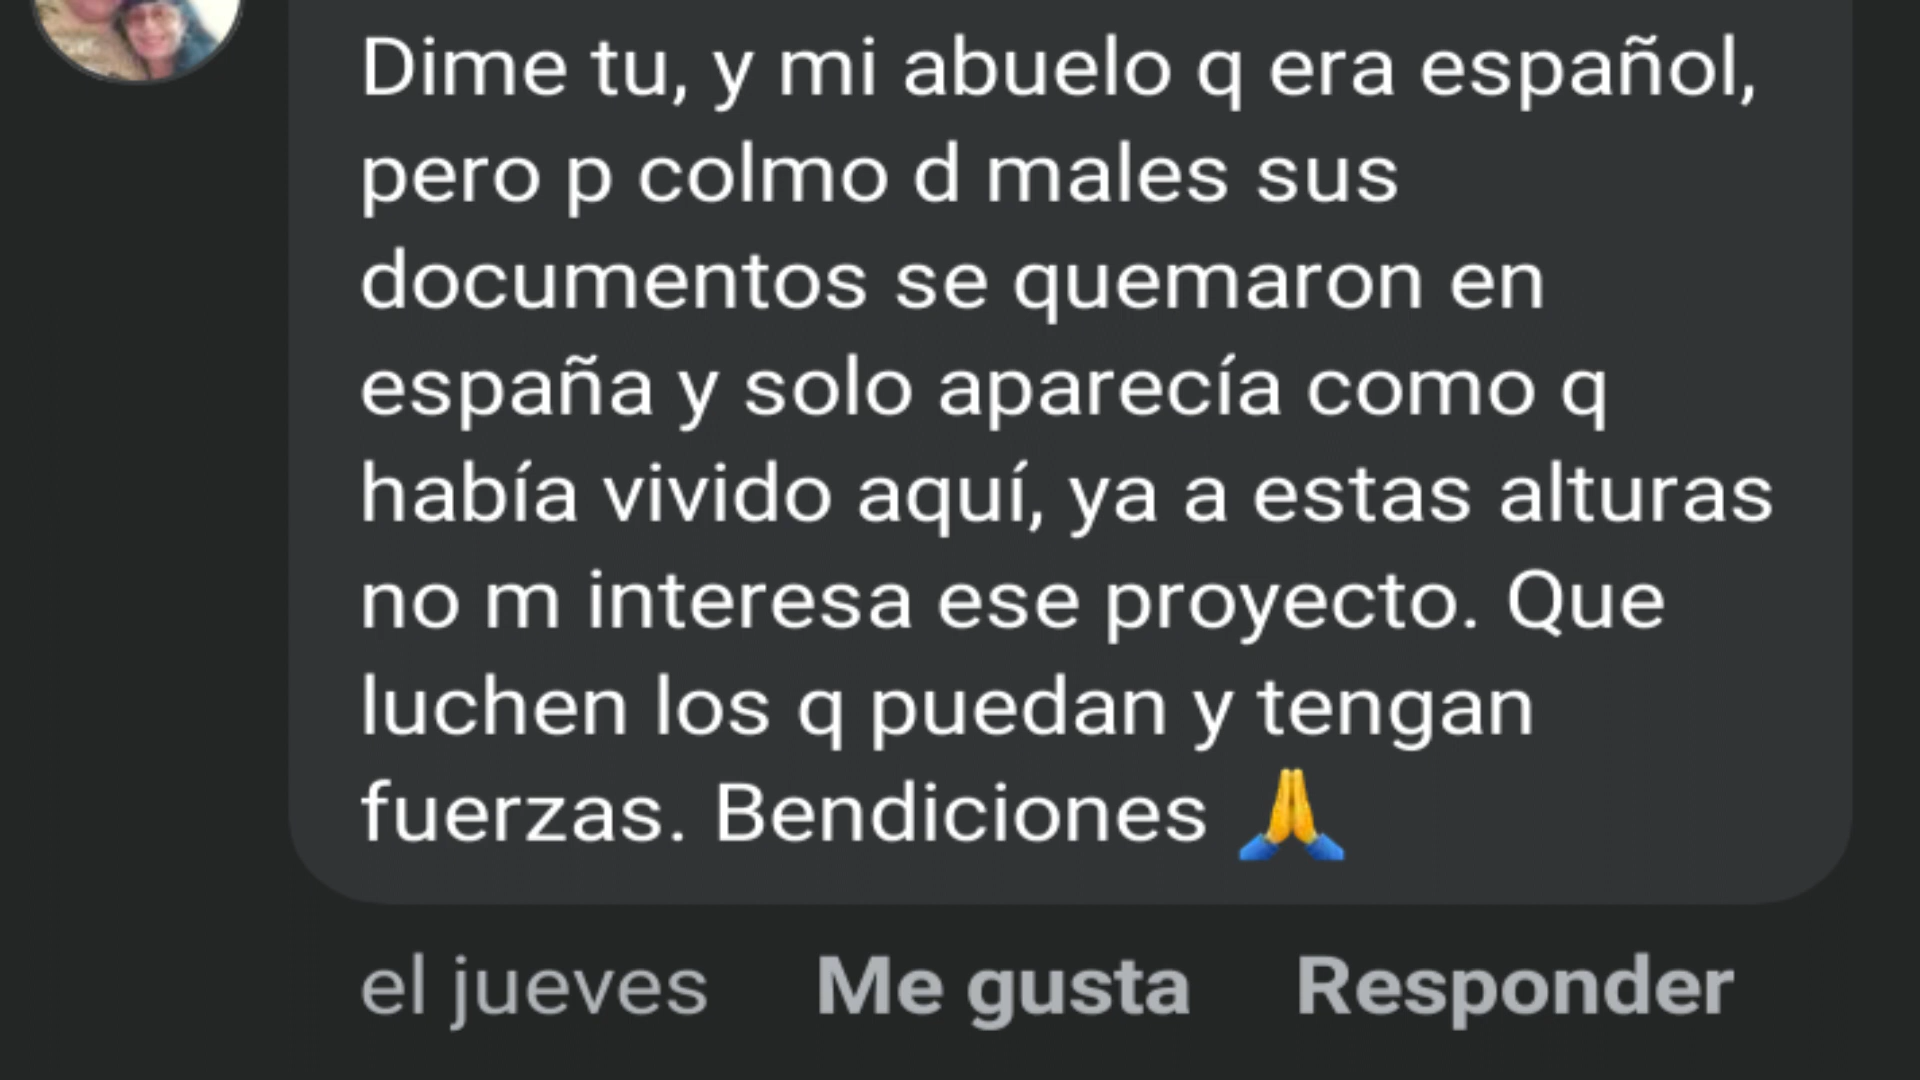 Dime tu, y mi abuelo q era español,
pero p colmo d males sus
documentos se quemaron en
españa y solo aparecía como q
había vivido aquí, ya a estas alturas
no m interesa ese proyecto. Que
luchen los q puedan y tengan
fuerzas. Bendiciones 🙏
el jueves Me gusta Responder